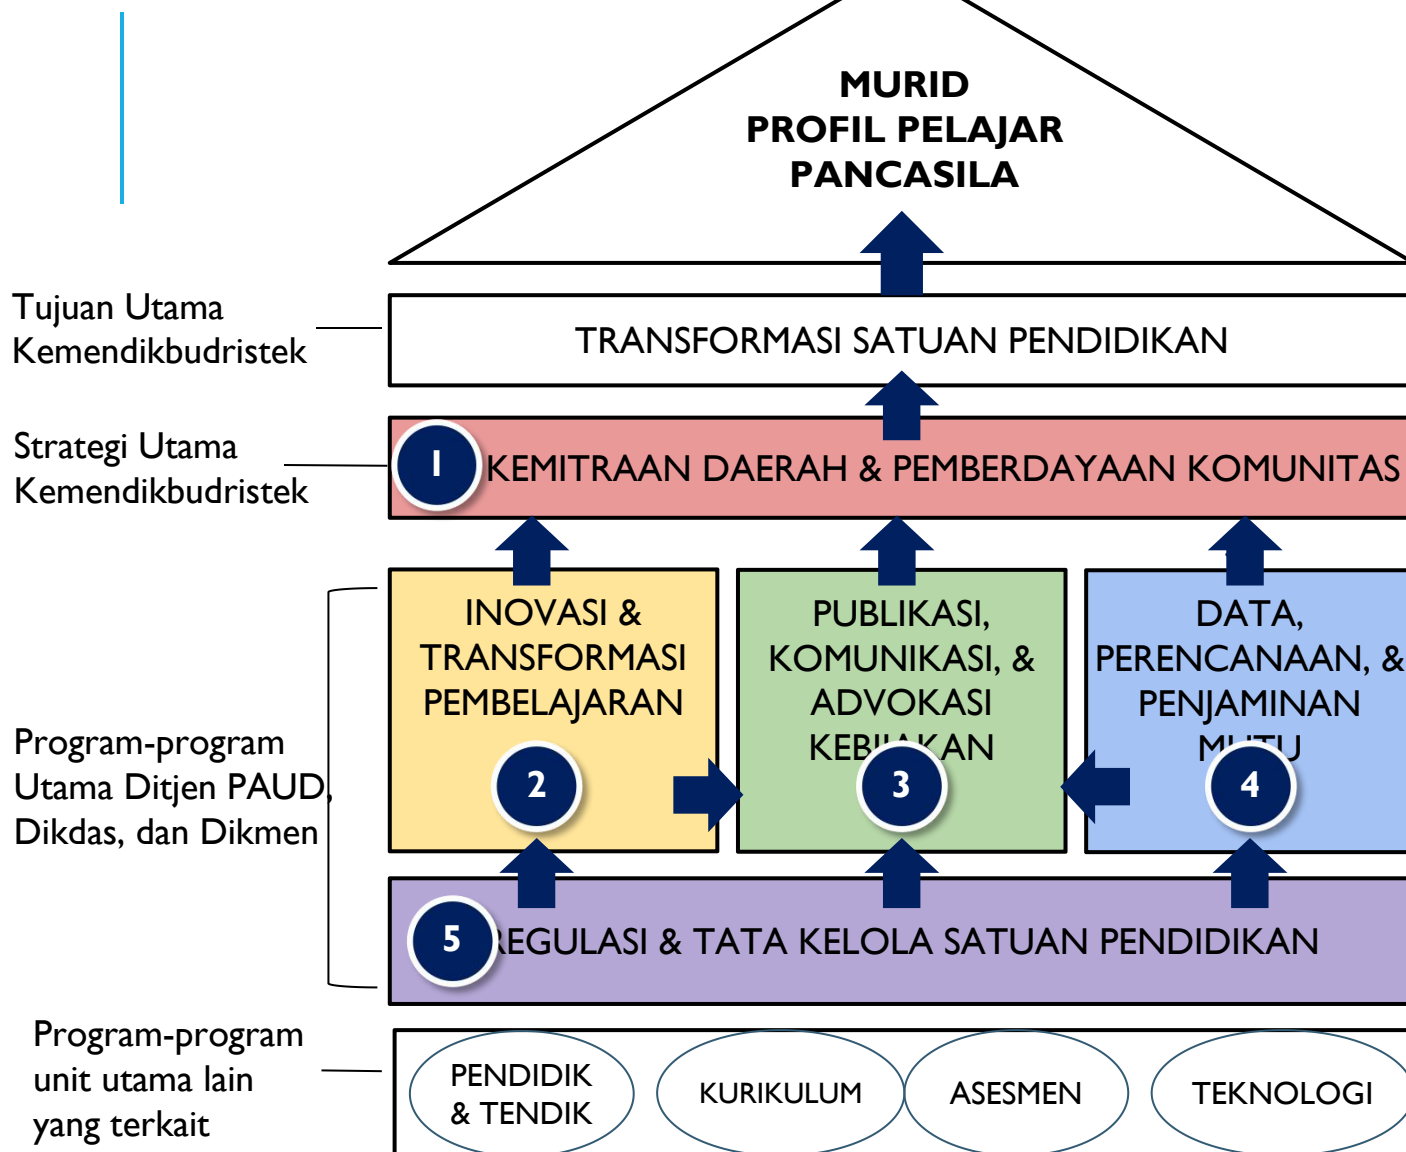 MURID
PROFIL PELAJAR
PANCASILA
Tujuan Utama
Kemendikbudristek
TRANSFORMASI SATUAN PENDIDIKAN
Strategi Utama
Kemendikbudristek
1
KEMITRAAN DAERAH & PEMBERDAYAAN KOMUNITAS
INOVASI &
TRANSFORMASI
PEMBELAJARAN
2
PUBLIKASI,
KOMUNIKASI, &
ADVOKASI
KEBIJAKAN
3
DATA,
PERENCANAAN, &
PENJAMINAN
MUTU
4
Program-program
Utama Ditjen PAUD,
Dikdas, dan Dikmen
5
REGULASI & TATA KELOLA SATUAN PENDIDIKAN
Program-program
unit utama lain
yang terkait
PENDIDIK
& TENDIK
KURIKULUM
ASESMEN
TEKNOLOGI